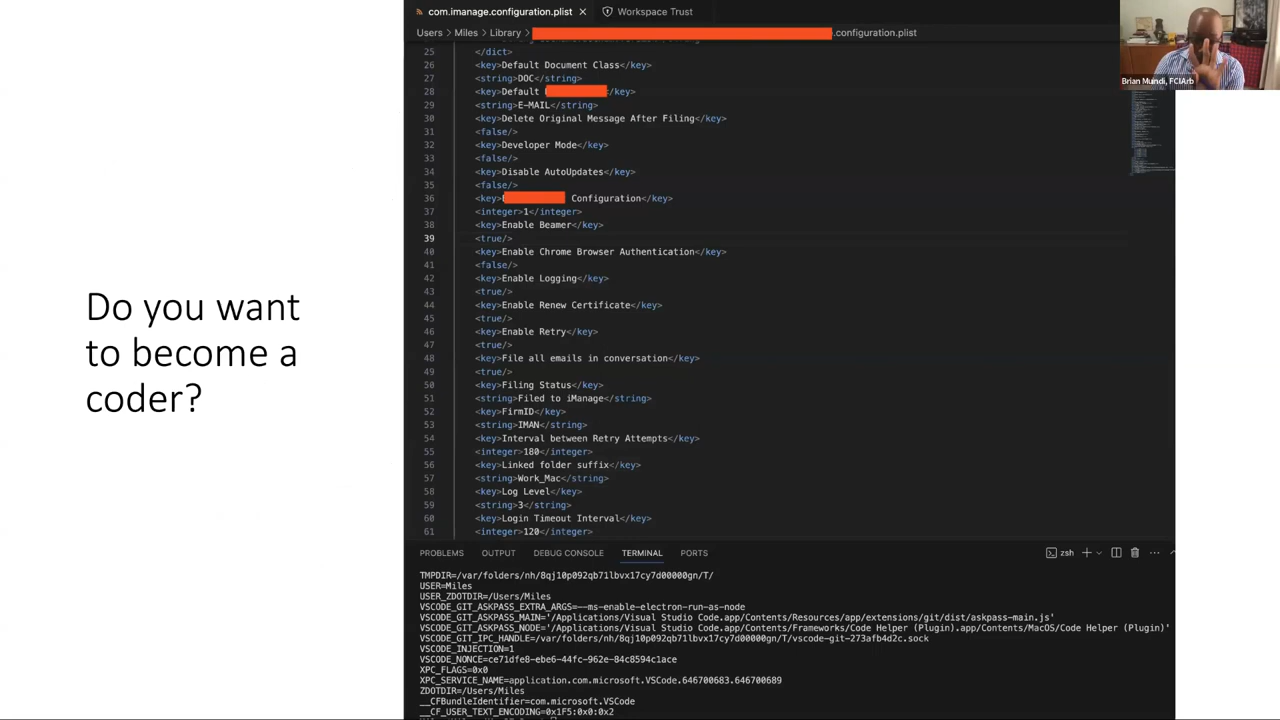 Do you want
to become a
coder?
com.imanage.configuration.plist
Workspace Trust
Users > Miles > Library > .configuration.plist
25 </dict>
26 <key>Default Document Class</key>
27 <string>DOC</string>
28 <key>Default /key>
29 <string>E-MAIL</string>
30 <key>Delete Original Message After Filing</key>
31 <false/>
32 <key>Developer Mode</key>
33 <false/>
34 <key>Disable AutoUpdates</key>
35 <false/>
36 <key> Configuration</key>
37 <integer>1</integer>
38 <key>Enable Beamer</key>
39 <true/>
40 <key>Enable Chrome Browser Authentication</key>
41 <false/>
42 <key>Enable Logging</key>
43 <true/>
44 <key>Enable Renew Certificate</key>
45 <true/>
46 <key>Enable Retry</key>
47 <true/>
48 <key>File all emails in conversation</key>
49 <true/>
50 <key>Filing Status</key>
51 <string>Filed to iManage</string>
52 <key>FirmID</key>
53 <string>IMAN</string>
54 <key>Interval between Retry Attempts</key>
55 <integer>180</integer>
56 <key>Linked folder suffix</key>
57 <string>Work_Mac</string>
58 <key>Log Level</key>
59 <string>3</string>
60 <key>Login Timeout Interval</key>
61 <integer>120</integer>
PROBLEMS OUTPUT DEBUG CONSOLE TERMINAL PORTS zsh
TMPDIR=/var/folders/nh/8qj10p092qb71lbvx17cy7d00000gn/T/
USER=Miles
USER_ZDOTDIR=/Users/Miles
VSCODE_GIT_ASKPASS_EXTRA_ARGS=--ms-enable-electron-run-as-node
VSCODE_GIT_ASKPASS_MAIN='/Applications/Visual Studio Code.app/Contents/Resources/app/extensions/git/dist/askpass-main.js'
VSCODE_GIT_ASKPASS_NODE='/Applications/Visual Studio Code.app/Contents/Frameworks/Code Helper (Plugin).app/Contents/MacOS/Code Helper (Plugin)'
VSCODE_GIT_IPC_HANDLE=/var/folders/nh/8qj10p092qb71lbvx17cy7d00000gn/T/vscode-git-273afb4d2c.sock
VSCODE_INJECTION=1
VSCODE_NONCE=ce71dfe8-ebe6-44fc-962e-84c8594c1ace
XPC_FLAGS=0x0
XPC_SERVICE_NAME=application.com.microsoft.VSCode.646700683.646700689
ZDOTDIR=/Users/Miles
__CFBundleIdentifier=com.microsoft.VSCode
__CF_USER_TEXT_ENCODING=0x1F5:0x0:0x2
Brian Mundi, FCIArb